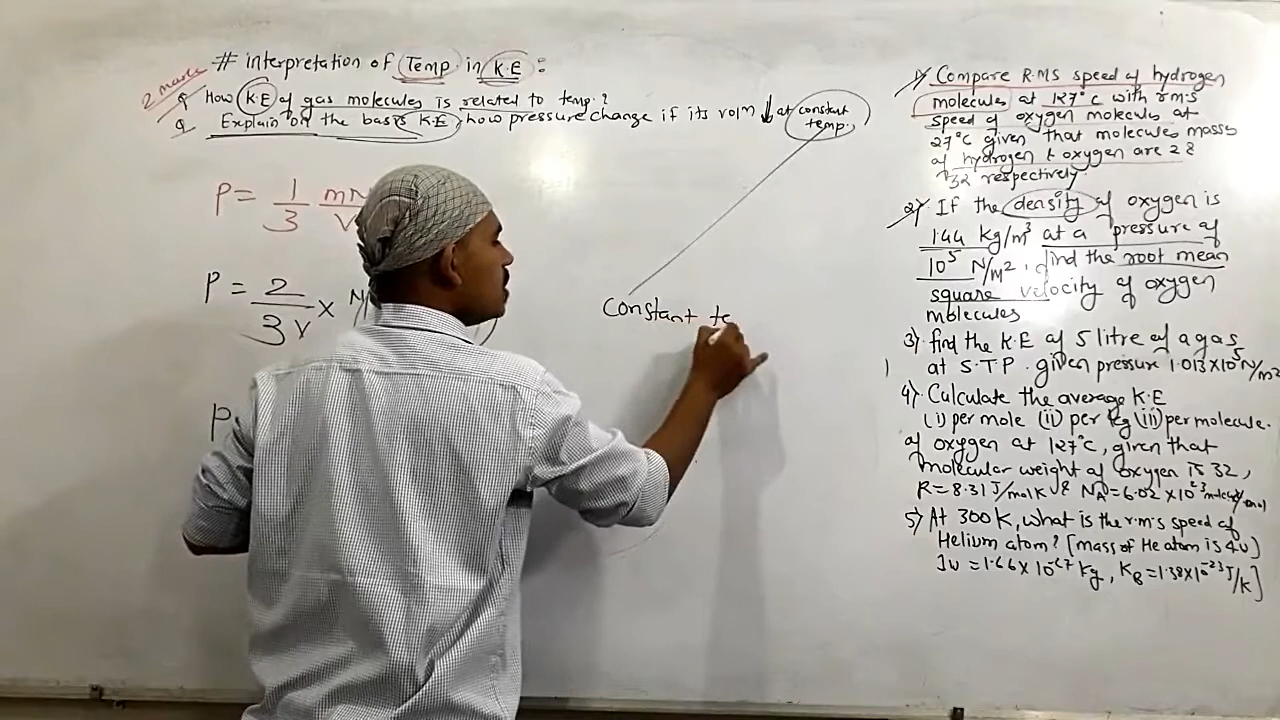 # interpretation of Temp. in K.E :
2 marks
Q How K.E of gas molecules is related to temp.?
Q Explain on the basis K.E, how pressure change if its volm ↓ at constant
temp.
P = 1/3 mN/V
P = 2/3V × N
P
Constant te
1) Compare R.M.S speed of hydrogen
molecules at 127°C with r.m.s
speed of oxygen molecules at
27°C given that molecules masses
of hydrogen & oxygen are 2 &
32 respectively.
2) If the density of oxygen is
1.44 kg/m³ at a pressure of
10⁵ N/m², find the root mean
square velocity of oxygen
molecules
3) find the K.E of 5 litre of a gas
at S.T.P. given pressure 1.013×10⁵ N/m²
4) Calculate the average K.E
(i) per mole (ii) per kg (iii) per molecule.
of oxygen at 127°C, given that
molecular weight of oxygen is 32,
R = 8.31 J/mol K & N_A = 6.02 × 10²³ molecules/mol
5) At 300 K, what is the r.m.s speed of
Helium atom? [mass of He atom is 4u]
1u = 1.66×10⁻²⁷ kg, K_B = 1.38×10⁻²³ J/K]